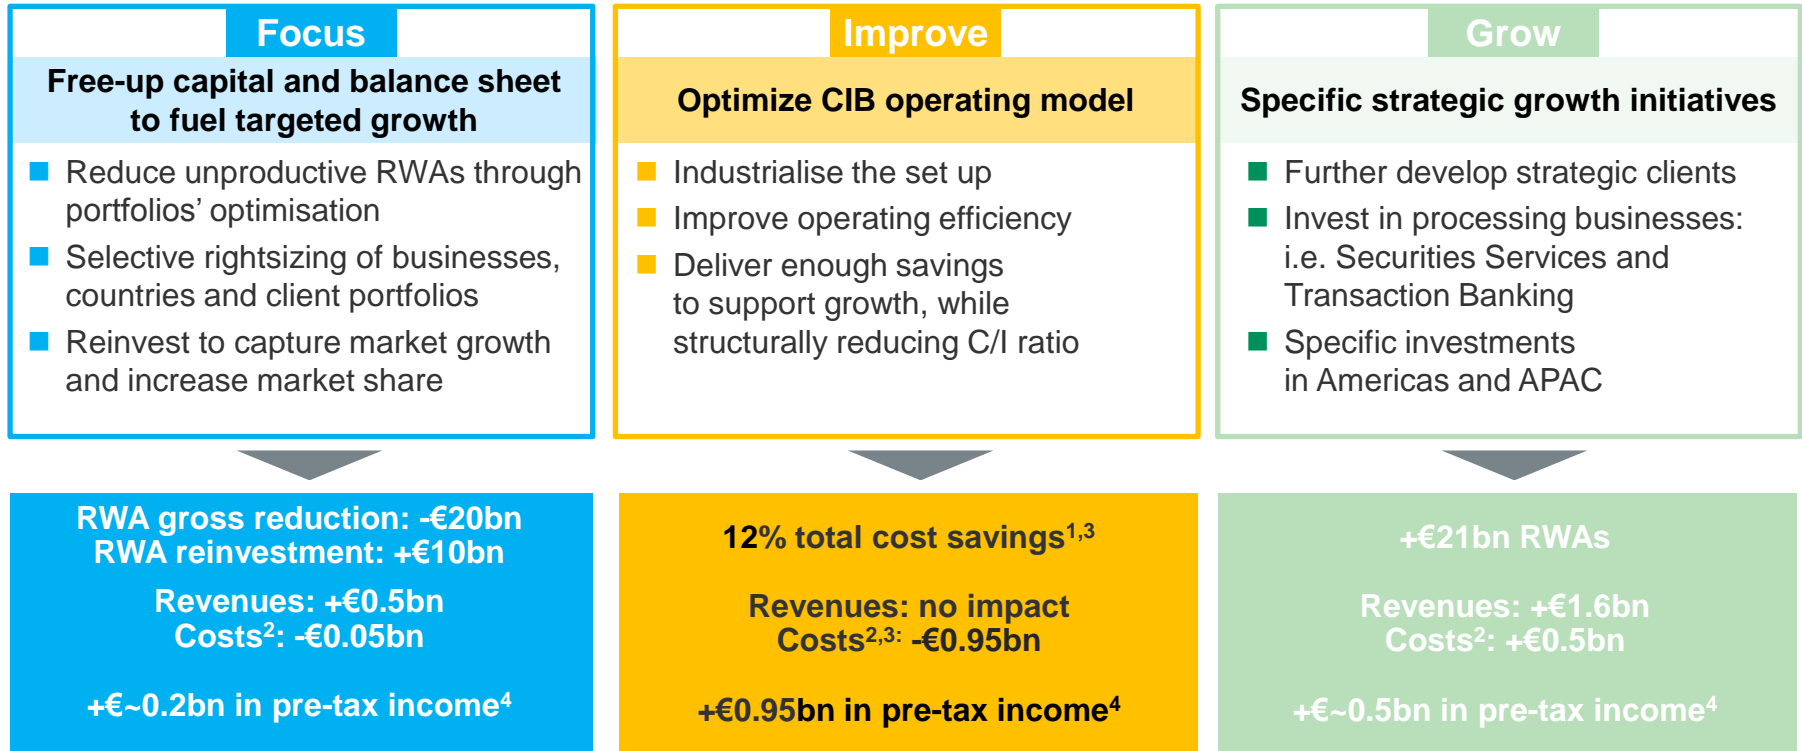 Focus
Free-up capital and balance sheet
to fuel targeted growth
■ Reduce unproductive RWAs through
portfolios’ optimisation
■ Selective rightsizing of businesses,
countries and client portfolios
■ Reinvest to capture market growth
and increase market share
RWA gross reduction: -€20bn
RWA reinvestment: +€10bn
Revenues: +€0.5bn
Costs²: -€0.05bn
+€~0.2bn in pre-tax income⁴
Improve
Optimize CIB operating model
■ Industrialise the set up
■ Improve operating efficiency
■ Deliver enough savings
to support growth, while
structurally reducing C/I ratio
12% total cost savings¹,³
Revenues: no impact
Costs²,³: -€0.95bn
+€0.95bn in pre-tax income⁴
Grow
Specific strategic growth initiatives
■ Further develop strategic clients
■ Invest in processing businesses:
i.e. Securities Services and
Transaction Banking
■ Specific investments
in Americas and APAC
+€21bn RWAs
Revenues: +€1.6bn
Costs²: +€0.5bn
+€~0.5bn in pre-tax income⁴